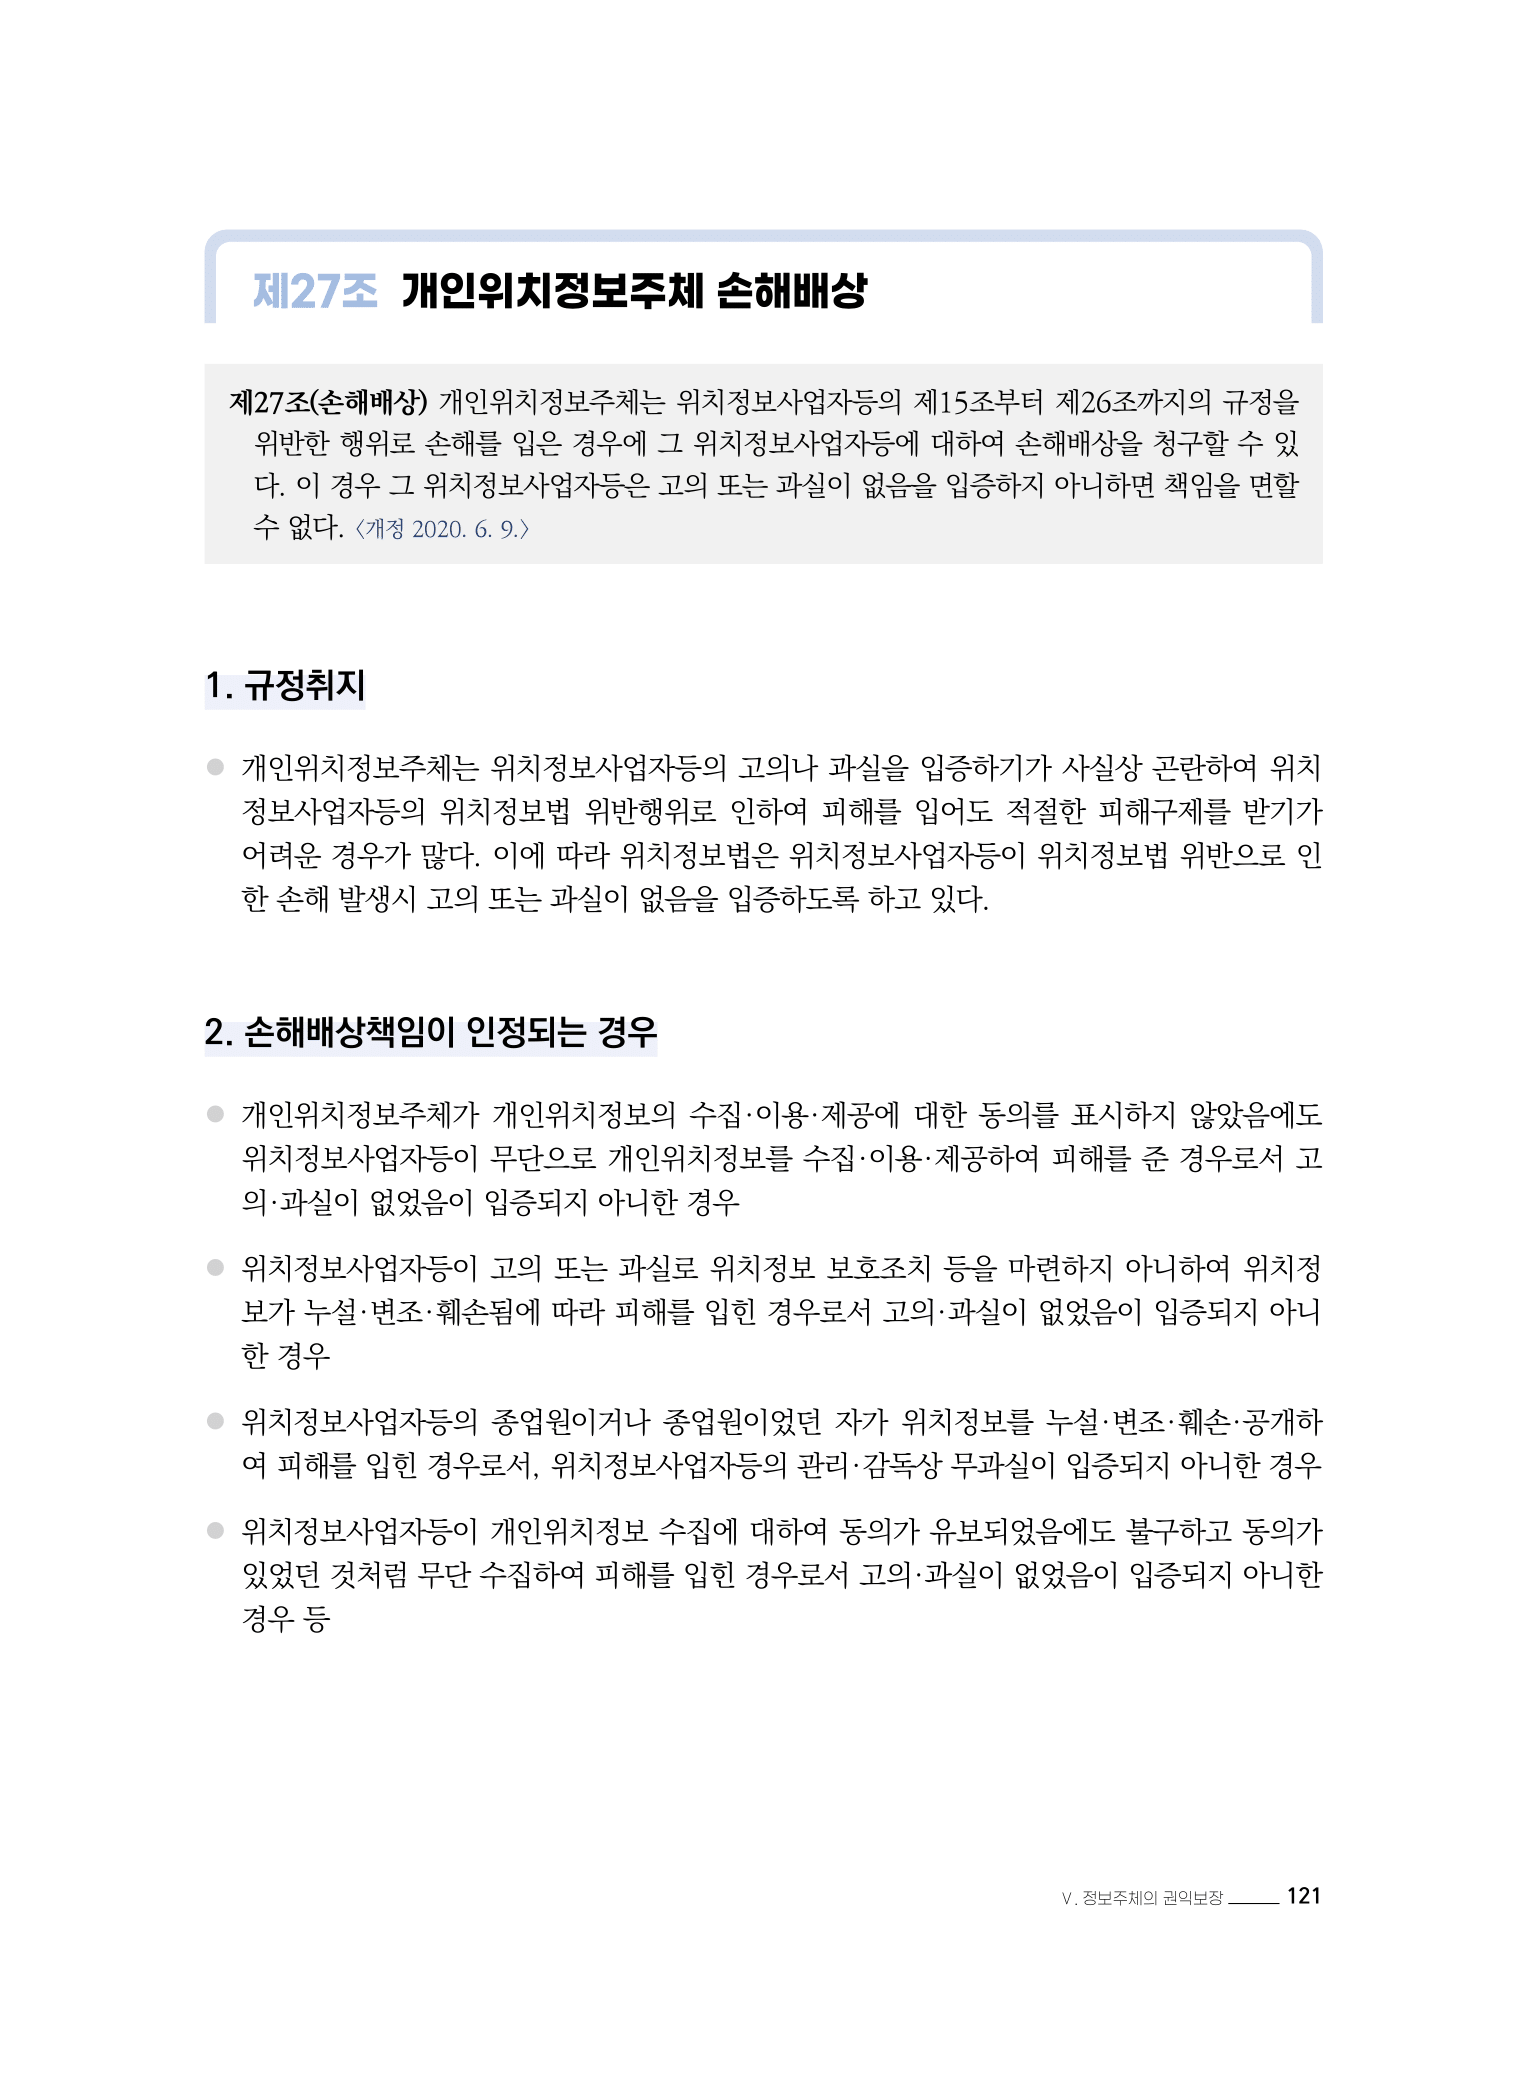 제27조 개인위치정보주체 손해배상
제27조(손해배상) 개인위치정보주체는 위치정보사업자등의 제15조부터 제26조까지의 규정을
위반한 행위로 손해를 입은 경우에 그 위치정보사업자등에 대하여 손해배상을 청구할 수 있
다. 이 경우 그 위치정보사업자등은 고의 또는 과실이 없음을 입증하지 아니하면 책임을 면할
수 없다. 〈개정 2020. 6. 9.〉
1. 규정취지
● 개인위치정보주체는 위치정보사업자등의 고의나 과실을 입증하기가 사실상 곤란하여 위치
정보사업자등의 위치정보법 위반행위로 인하여 피해를 입어도 적절한 피해구제를 받기가
어려운 경우가 많다. 이에 따라 위치정보법은 위치정보사업자등이 위치정보법 위반으로 인
한 손해 발생시 고의 또는 과실이 없음을 입증하도록 하고 있다.
2. 손해배상책임이 인정되는 경우
● 개인위치정보주체가 개인위치정보의 수집·이용·제공에 대한 동의를 표시하지 않았음에도
위치정보사업자등이 무단으로 개인위치정보를 수집·이용·제공하여 피해를 준 경우로서 고
의·과실이 없었음이 입증되지 아니한 경우
● 위치정보사업자등이 고의 또는 과실로 위치정보 보호조치 등을 마련하지 아니하여 위치정
보가 누설·변조·훼손됨에 따라 피해를 입힌 경우로서 고의·과실이 없었음이 입증되지 아니
한 경우
● 위치정보사업자등의 종업원이거나 종업원이었던 자가 위치정보를 누설·변조·훼손·공개하
여 피해를 입힌 경우로서, 위치정보사업자등의 관리·감독상 무과실이 입증되지 아니한 경우
● 위치정보사업자등이 개인위치정보 수집에 대하여 동의가 유보되었음에도 불구하고 동의가
있었던 것처럼 무단 수집하여 피해를 입힌 경우로서 고의·과실이 없었음이 입증되지 아니한
경우 등
Ⅴ. 정보주체의 권익보장 121